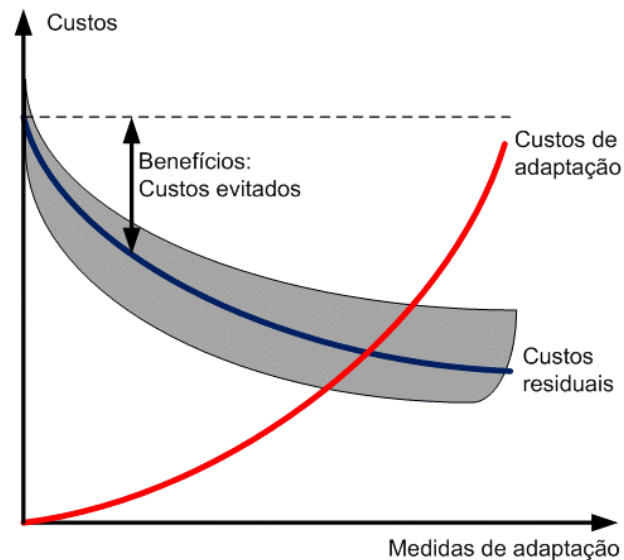 Custos
Benefícios:
Custos evitados
Custos de
adaptação
Custos
residuais
Medidas de adaptação